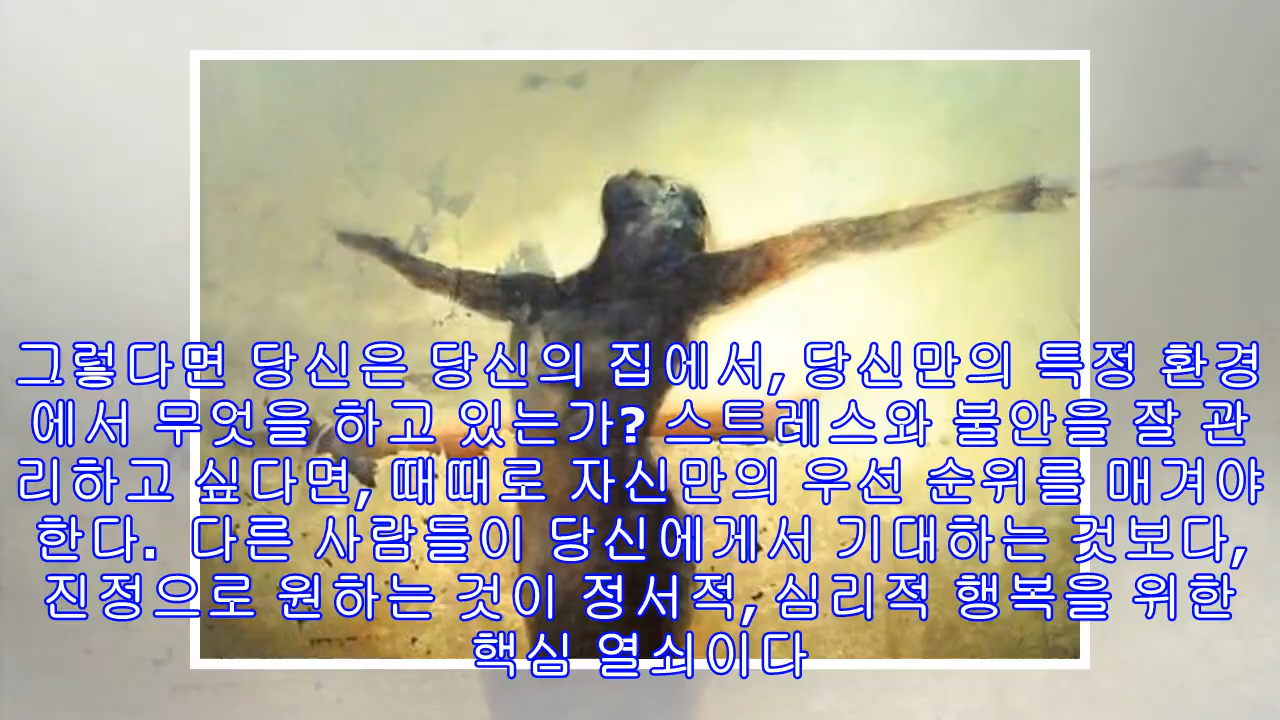 그렇다면 당신은 당신의 집에서, 당신만의 특정 환경
에서 무엇을 하고 있는가? 스트레스와 불안을 잘 관
리하고 싶다면, 때때로 자신만의 우선 순위를 매겨야
한다. 다른 사람들이 당신에게서 기대하는 것보다,
진정으로 원하는 것이 정서적, 심리적 행복을 위한
핵심 열쇠이다